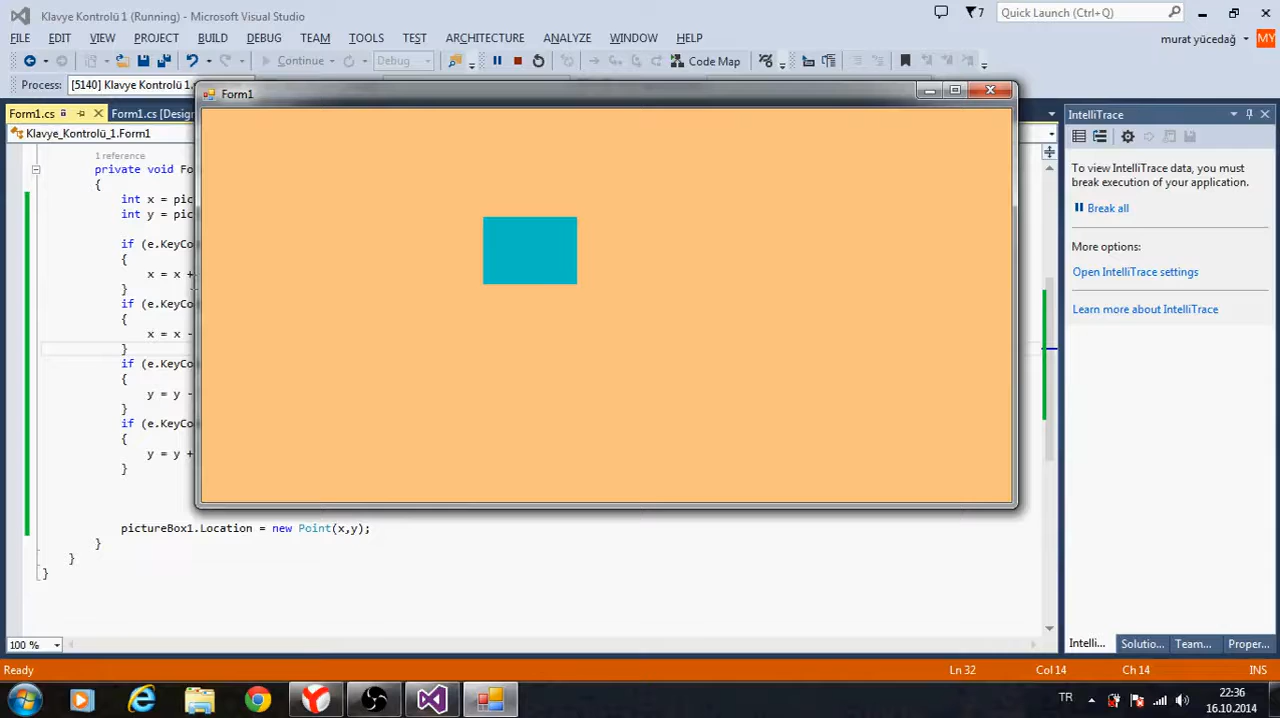 Klavye Kontrolü 1 (Running) - Microsoft Visual Studio
7
Quick Launch (Ctrl+Q)
FILE EDIT VIEW PROJECT BUILD DEBUG TEAM TOOLS TEST ARCHITECTURE ANALYZE WINDOW HELP
murat yücedağ MY
Continue Debug Code Map
Process: [5140] Klavye Kontrolü 1.
Form1
Form1.cs Form1.cs [Design
IntelliTrace
Klavye_Kontrolü_1.Form1
1 reference
private void Fo
{
int x = pic
int y = pic
if (e.KeyCo
{
x = x +
}
if (e.KeyCo
{
x = x -
}
if (e.KeyCo
{
y = y -
}
if (e.KeyCo
{
y = y +
}
pictureBox1.Location = new Point(x,y);
}
}
}
To view IntelliTrace data, you must
break execution of your application.
Break all
More options:
Open IntelliTrace settings
Learn more about IntelliTrace
100 %
Intelli... Solutio... Team... Proper...
Ready Ln 32 Col 14 Ch 14 INS
TR
22:36
16.10.2014